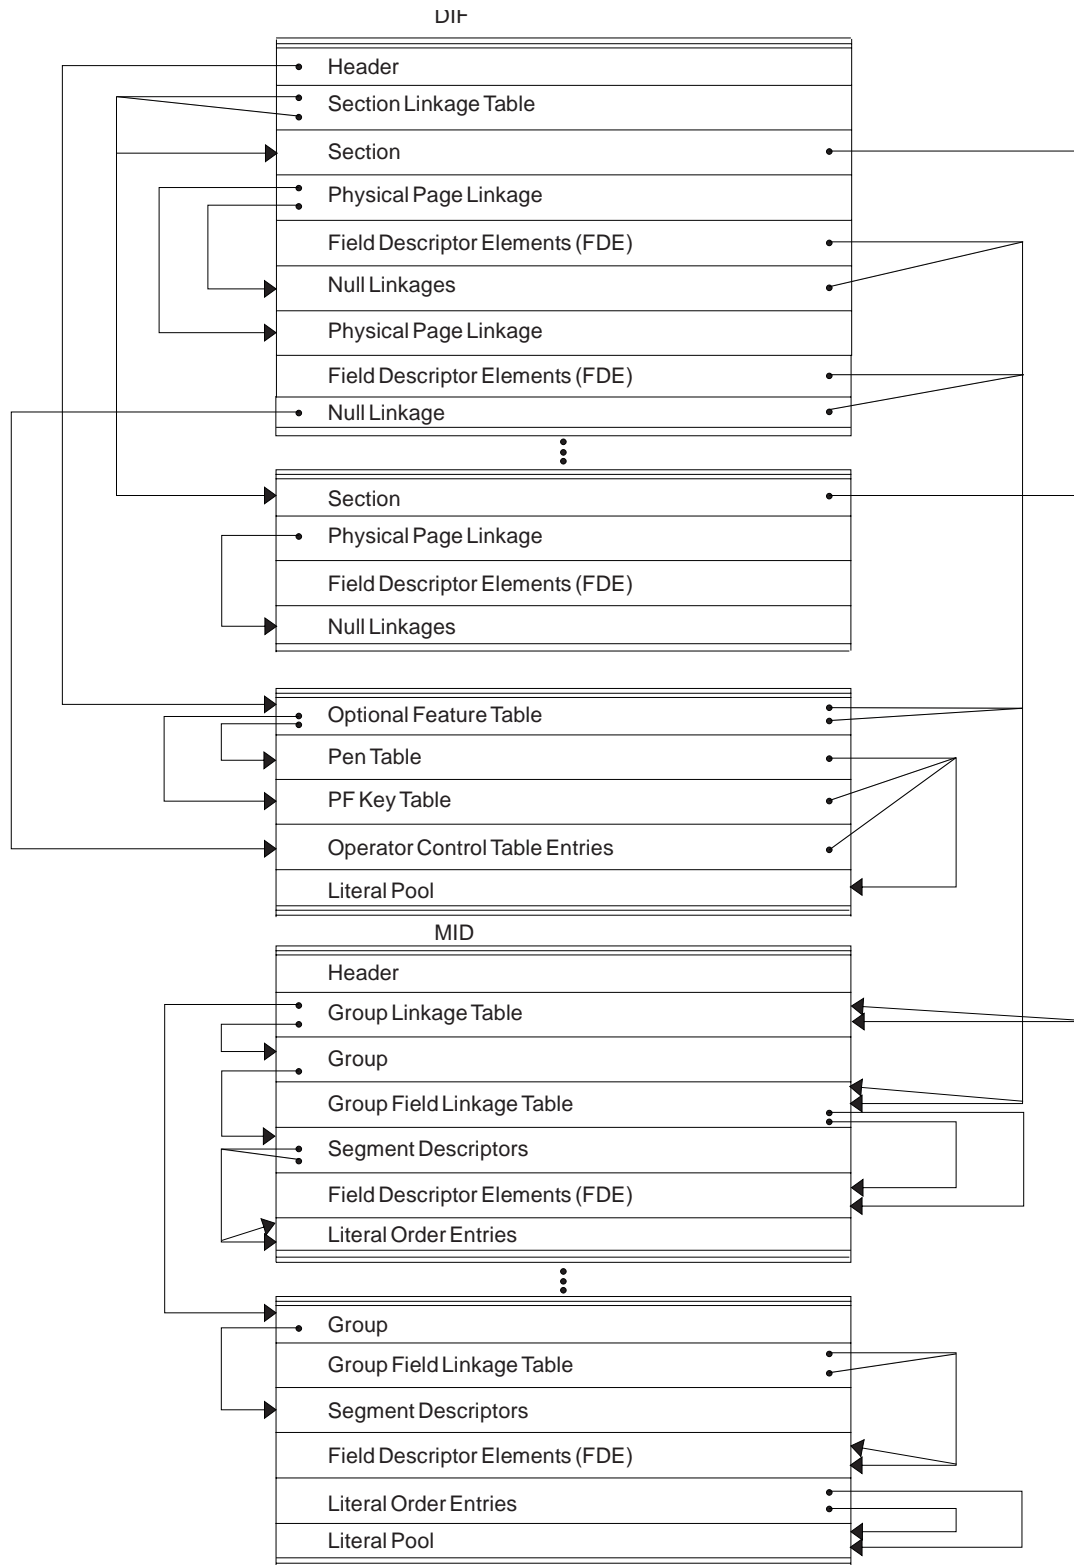 DIF
Header
Section Linkage Table
Section
Physical Page Linkage
Field Descriptor Elements (FDE)
Null Linkages
Physical Page Linkage
Field Descriptor Elements (FDE)
Null Linkage
Section
Physical Page Linkage
Field Descriptor Elements (FDE)
Null Linkages
Optional Feature Table
Pen Table
PF Key Table
Operator Control Table Entries
Literal Pool
MID
Header
Group Linkage Table
Group
Group Field Linkage Table
Segment Descriptors
Field Descriptor Elements (FDE)
Literal Order Entries
Group
Group Field Linkage Table
Segment Descriptors
Field Descriptor Elements (FDE)
Literal Order Entries
Literal Pool